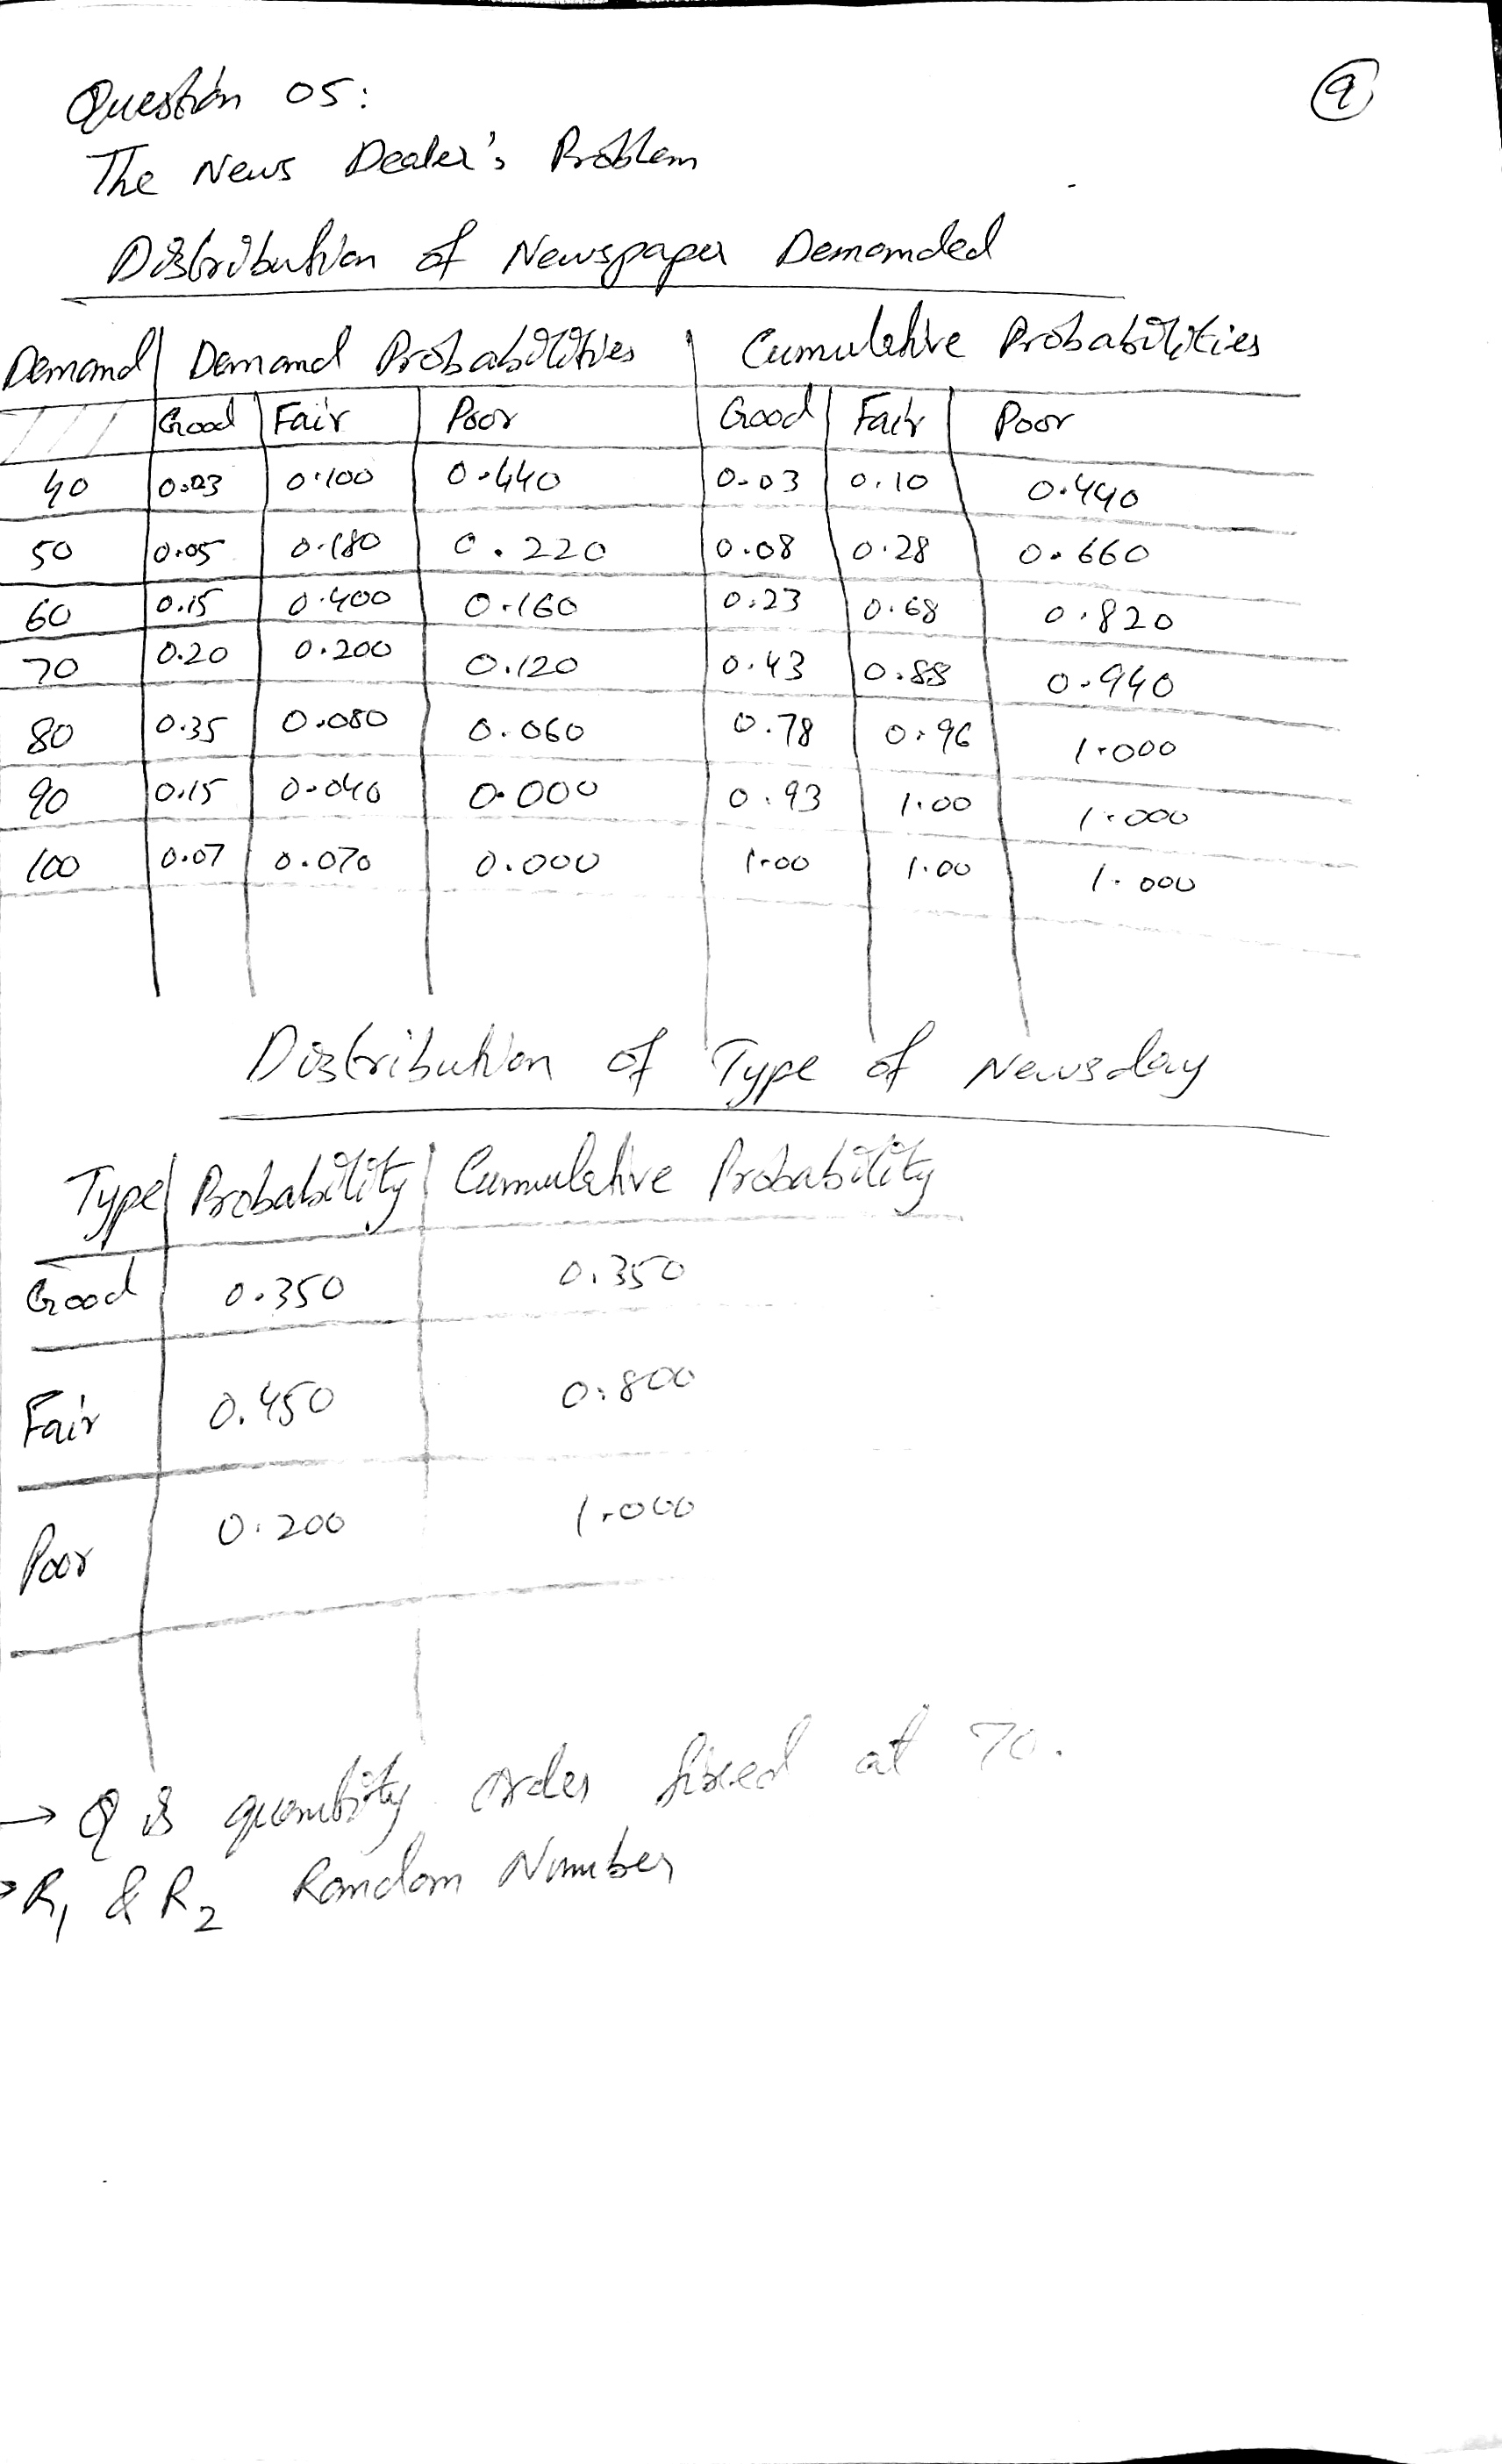 Question 05:
9
The News Dealer's Problem
Distribution of Newspaper Demanded
Demand Demand Probabilities Cumulative Probabilities
Good Fair Poor Good Fair Poor
40 0.03 0.100 0.440 0.03 0.10 0.440
50 0.05 0.180 0.220 0.08 0.28 0.660
60 0.15 0.400 0.160 0.23 0.68 0.820
70 0.20 0.200 0.120 0.43 0.88 0.940
80 0.35 0.080 0.060 0.78 0.96 1.000
90 0.15 0.040 0.000 0.93 1.00 1.000
100 0.07 0.070 0.000 1.00 1.00 1.000
Distribution of Type of Newsday
Type Probability Cumulative Probability
Good 0.350 0.350
Fair 0.450 0.800
Poor 0.200 1.000
→ Q is quantity order fixed at 70.
→ R1 & R2 Random Number